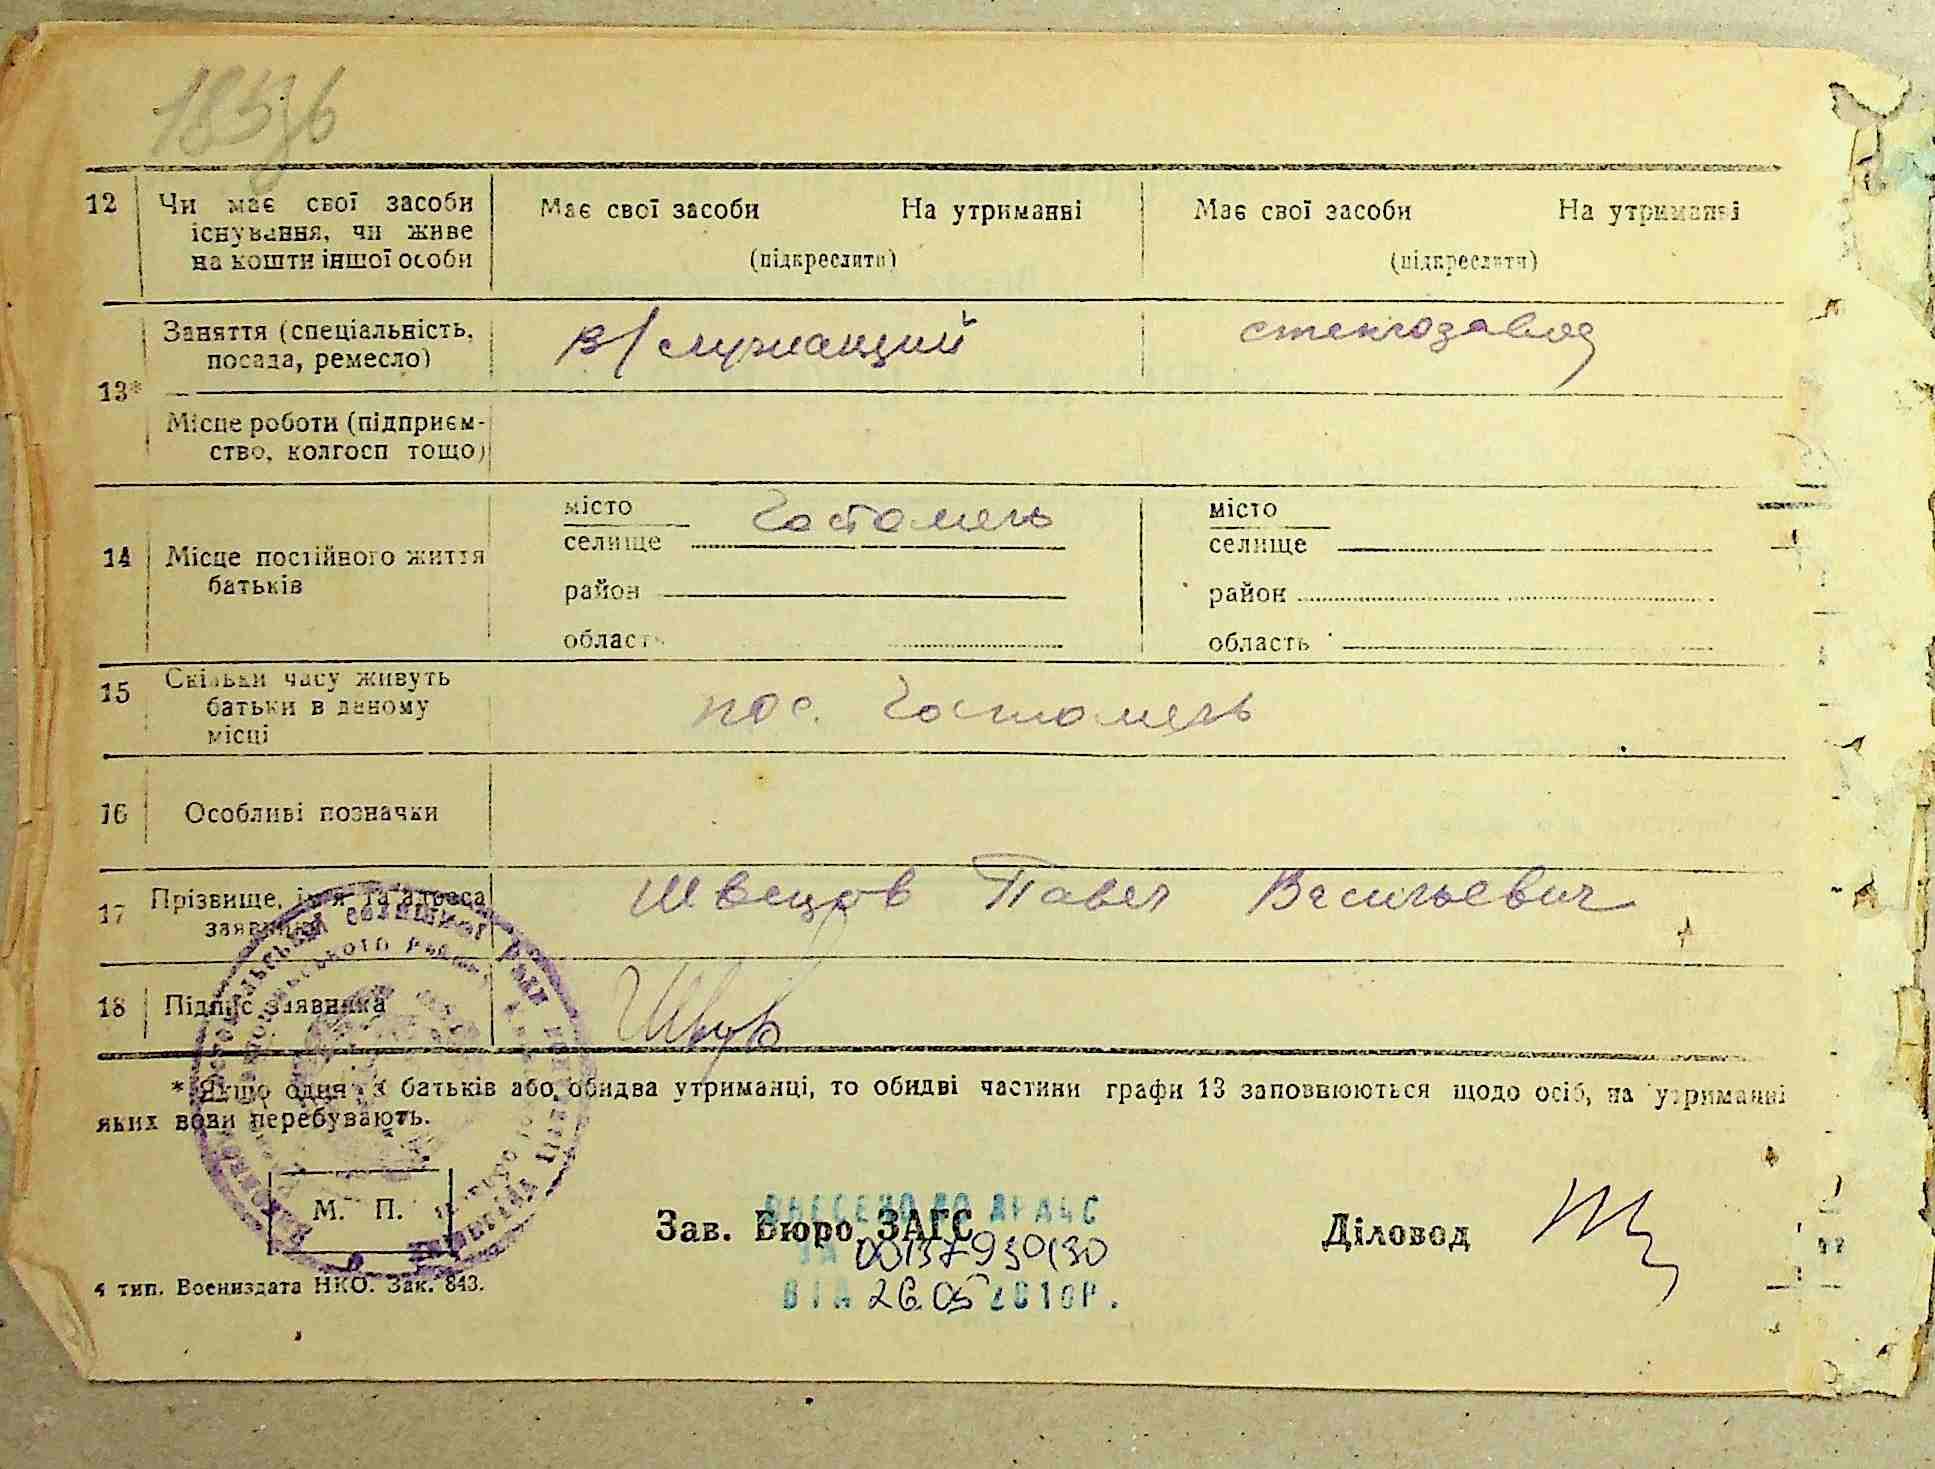 12 Чи має свої засоби існування, чи живе на кошти іншої особи
Має свої засоби На утриманні
(підкреслити)
Має свої засоби На утриманні
(підкреслити)
13* Заняття (спеціальність, посада, ремесло)
в/служащий
стеклозавод
Місце роботи (підприємство, колгосп тощо)
14 Місце постійного життя батьків
місто Гостомель
селище
район
область
місто
селище
район
область
15 Скільки часу живуть батьки в даному місці
пос. Гостомель
16 Особливі позначки
17 Прізвище, ім'я та адреса заявника
Швецов Павел Васильевич
18 Підпис заявника
* Якщо один з батьків або обидва утриманці, то обидві частини графи 13 заповнюються щодо осіб, на утриманні
яких вони перебувають.
М. П.
Зав. Бюро ЗАГС
Діловод
ВНЕСЕНО ДО ДРАЦС
ЗА 00137930130
ВІД 26.05 2010Р.
4 тип. Воениздата НКО. Зак. 843.